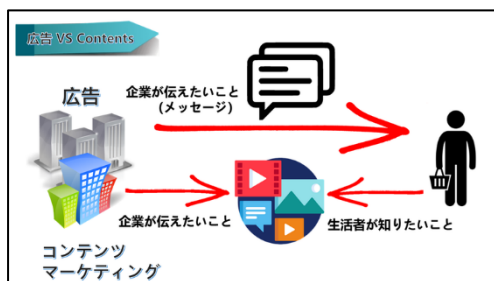 広告 VS Contents
広告
企業が伝えたいこと
(メッセージ)
企業が伝えたいこと
生活者が知りたいこと
コンテンツ
マーケティング